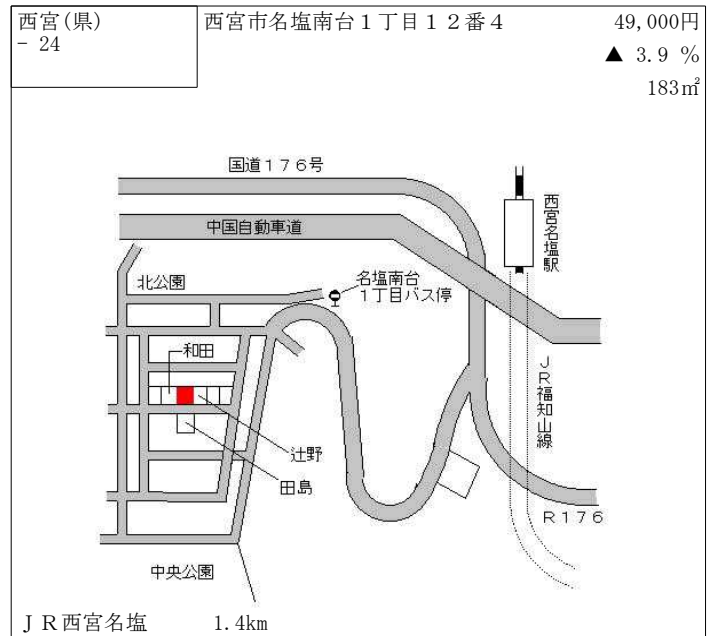 西宮(県)
- 24
西宮市名塩南台１丁目１２番４
49,000円
▲ 3.9 %
183㎡
国道１７６号
中国自動車道
西宮名塩駅
北公園
名塩南台
１丁目バス停
和田
ＪＲ福知山線
辻野
田島
Ｒ１７６
中央公園
ＪＲ西宮名塩 1.4km